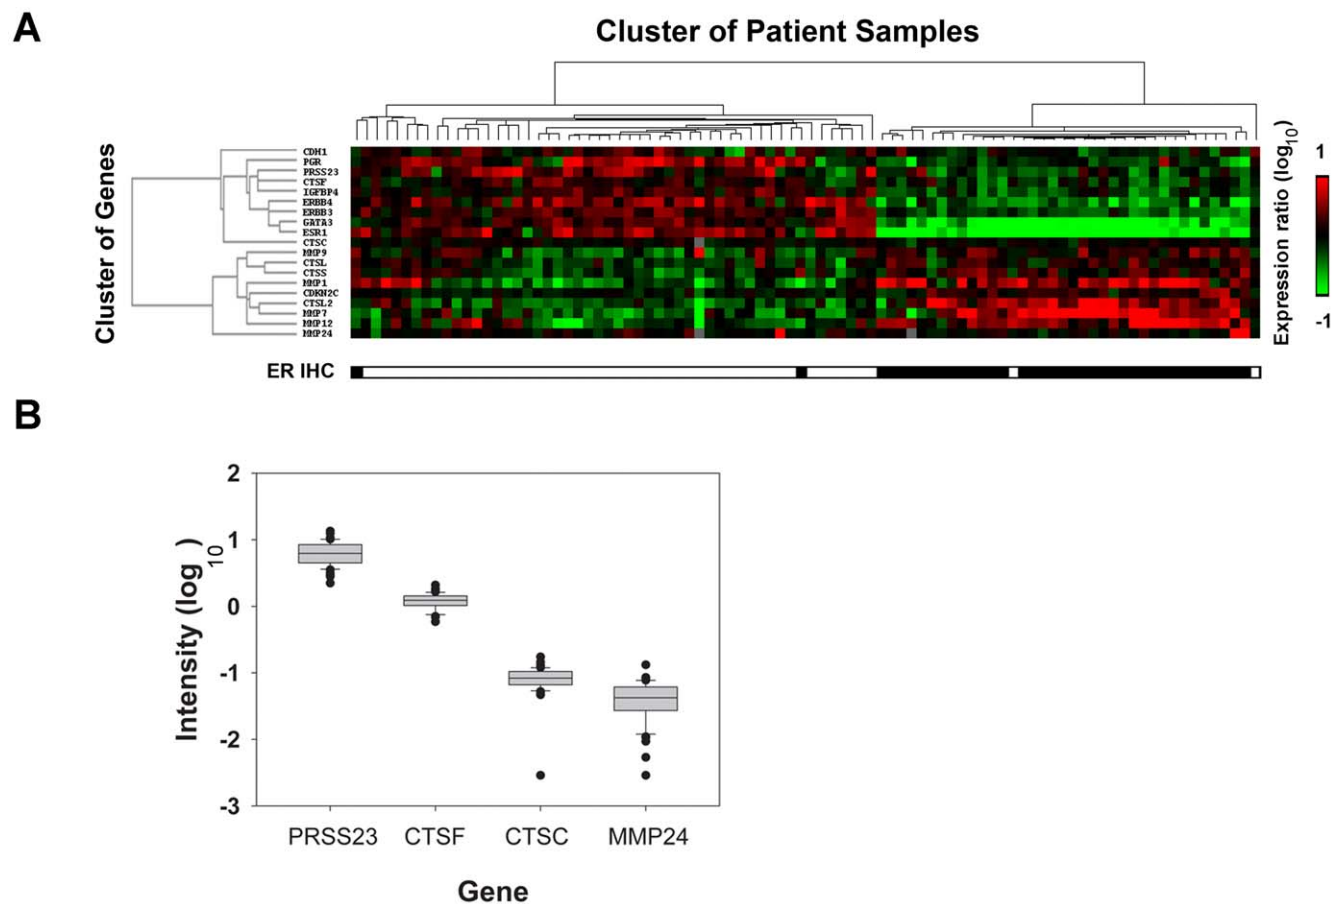 A
Cluster of Patient Samples
Cluster of Genes
CDH1
PGR
PRSS23
CTSF
IGFBP4
ERBB4
ERBB3
GATA3
ESR1
CTSC
MMP9
CTSL
CTSS
MMP1
CDKN2C
CTSL2
MMP7
MMP12
MMP24
Expression ratio (log10)
1
-1
ER IHC
B
Intensity (log10)
2
1
0
-1
-2
-3
PRSS23 CTSF CTSC MMP24
Gene